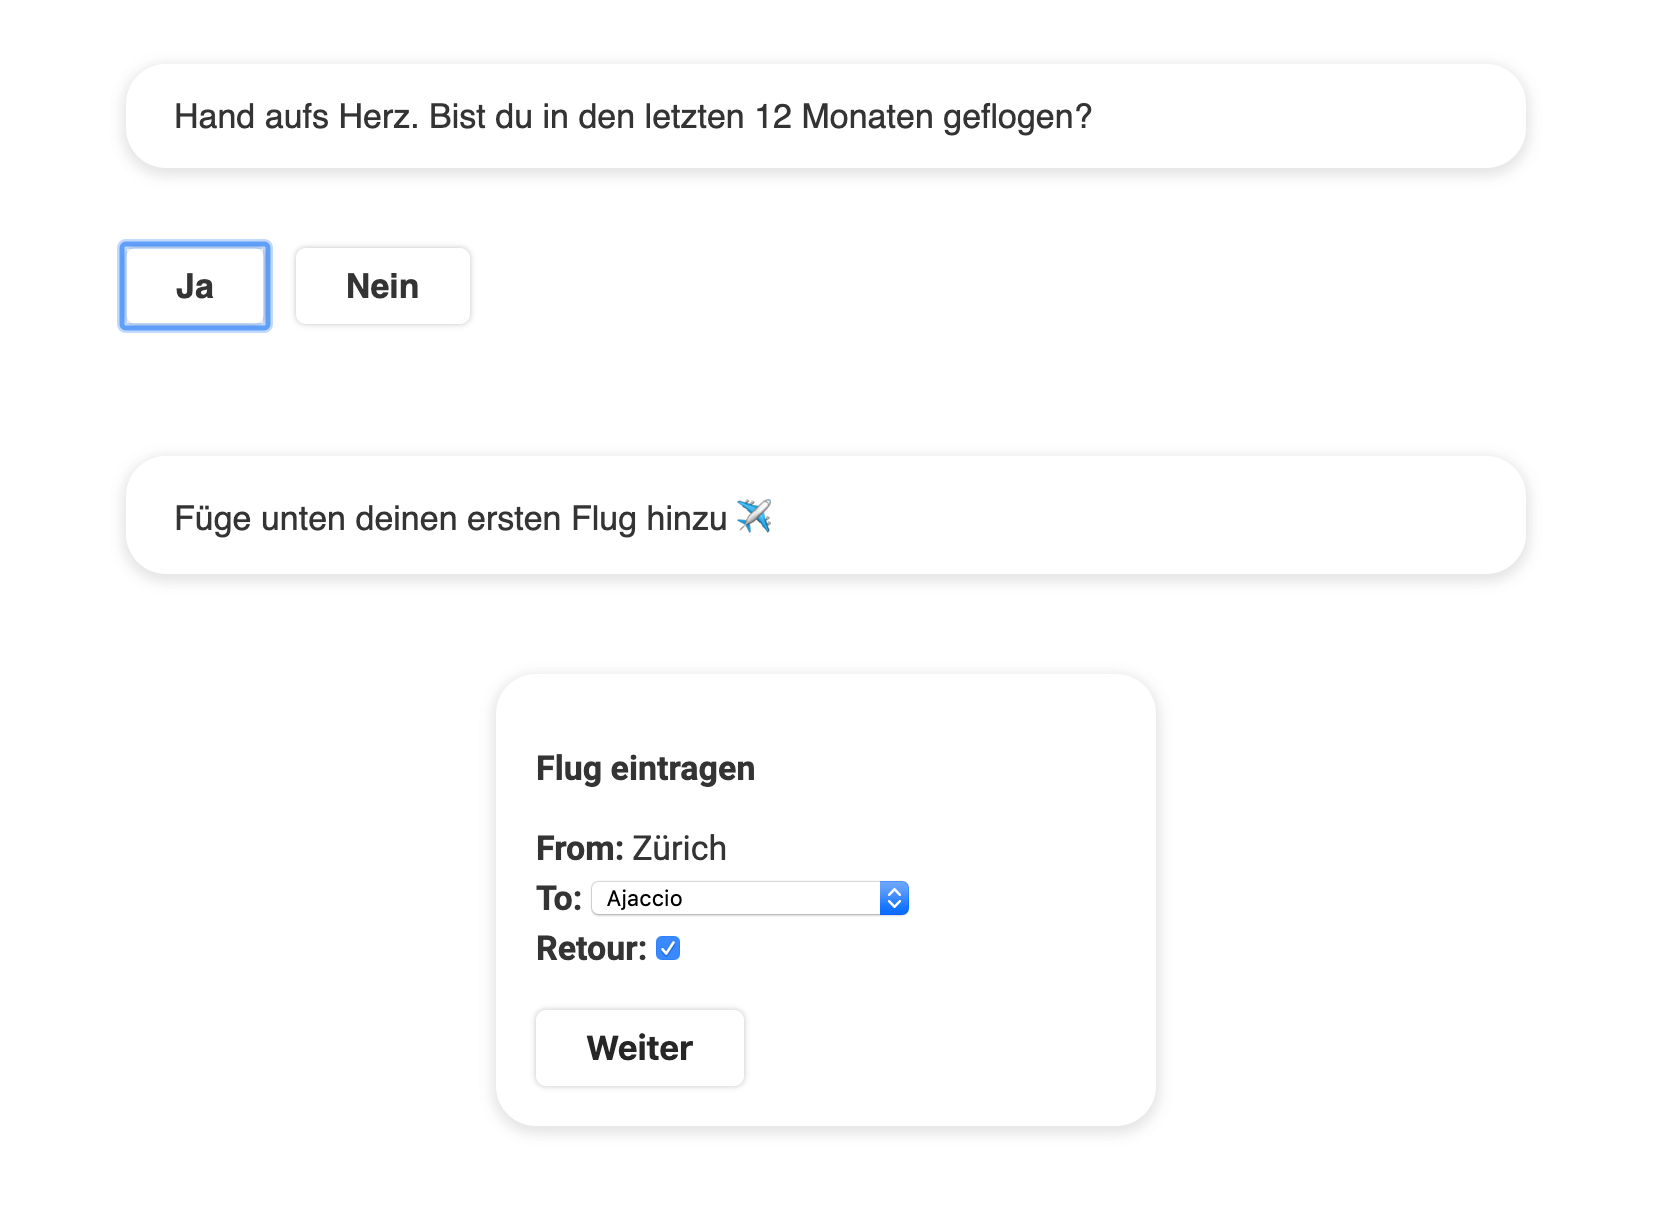 Hand aufs Herz. Bist du in den letzten 12 Monaten geflogen?
Ja
Nein
Füge unten deinen ersten Flug hinzu ✈️
Flug eintragen
From: Zürich
To: Ajaccio
Retour:
Weiter